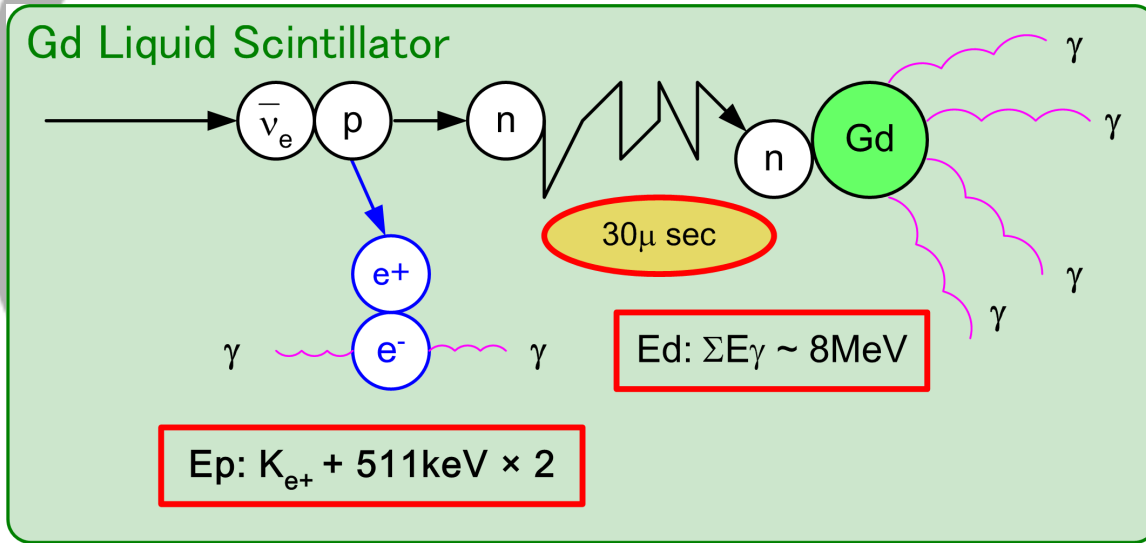 Gd Liquid Scintillator
ν̄e p n n Gd
γ
γ
γ
γ
30μ sec
e+
e-
γ γ
Ed: ΣEγ ~ 8MeV
Ep: Ke+ + 511keV × 2